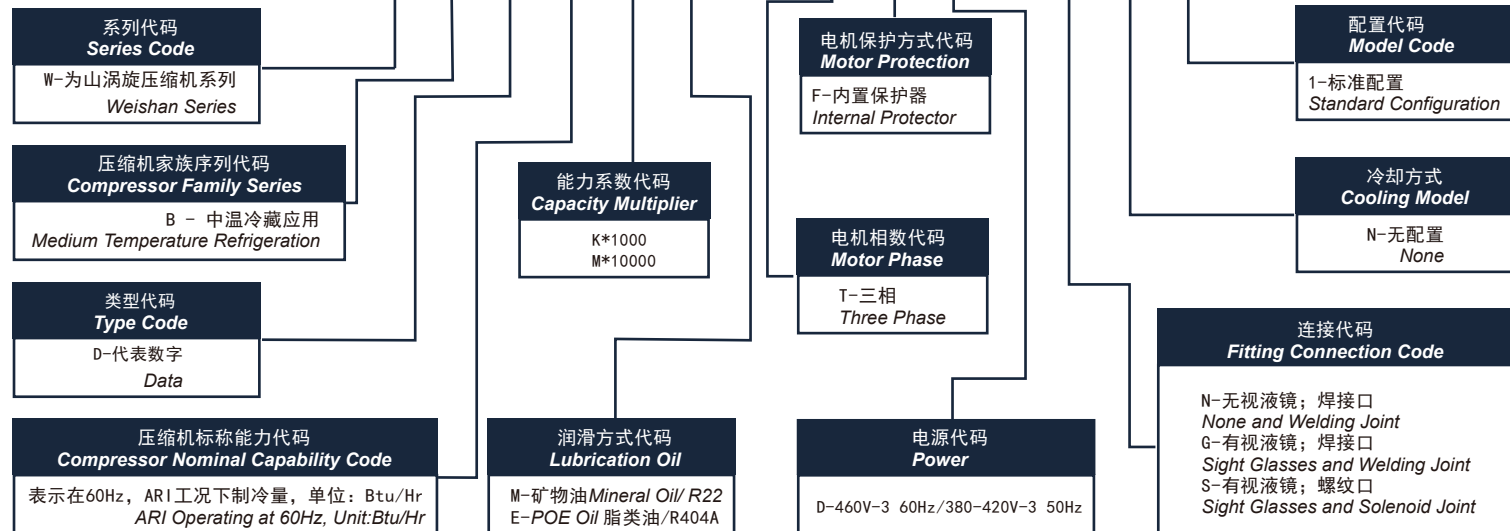 系列代码
Series Code
W-为山涡旋压缩机系列
Weishan Series
压缩机家族序列代码
Compressor Family Series
B - 中温冷藏应用
Medium Temperature Refrigeration
类型代码
Type Code
D-代表数字
Data
压缩机标称能力代码
Compressor Nominal Capability Code
表示在60Hz, ARI工况下制冷量, 单位: Btu/Hr
ARI Operating at 60Hz, Unit:Btu/Hr
能力系数代码
Capacity Multiplier
K*1000
M*10000
润滑方式代码
Lubrication Oil
M-矿物油Mineral Oil/ R22
E-POE Oil 脂类油/R404A
电机保护方式代码
Motor Protection
F-内置保护器
Internal Protector
电机相数代码
Motor Phase
T-三相
Three Phase
电源代码
Power
D-460V-3 60Hz/380-420V-3 50Hz
配置代码
Model Code
1-标准配置
Standard Configuration
冷却方式
Cooling Model
N-无配置
None
连接代码
Fitting Connection Code
N-无视液镜; 焊接口
None and Welding Joint
G-有视液镜; 焊接口
Sight Glasses and Welding Joint
S-有视液镜; 螺纹口
Sight Glasses and Solenoid Joint